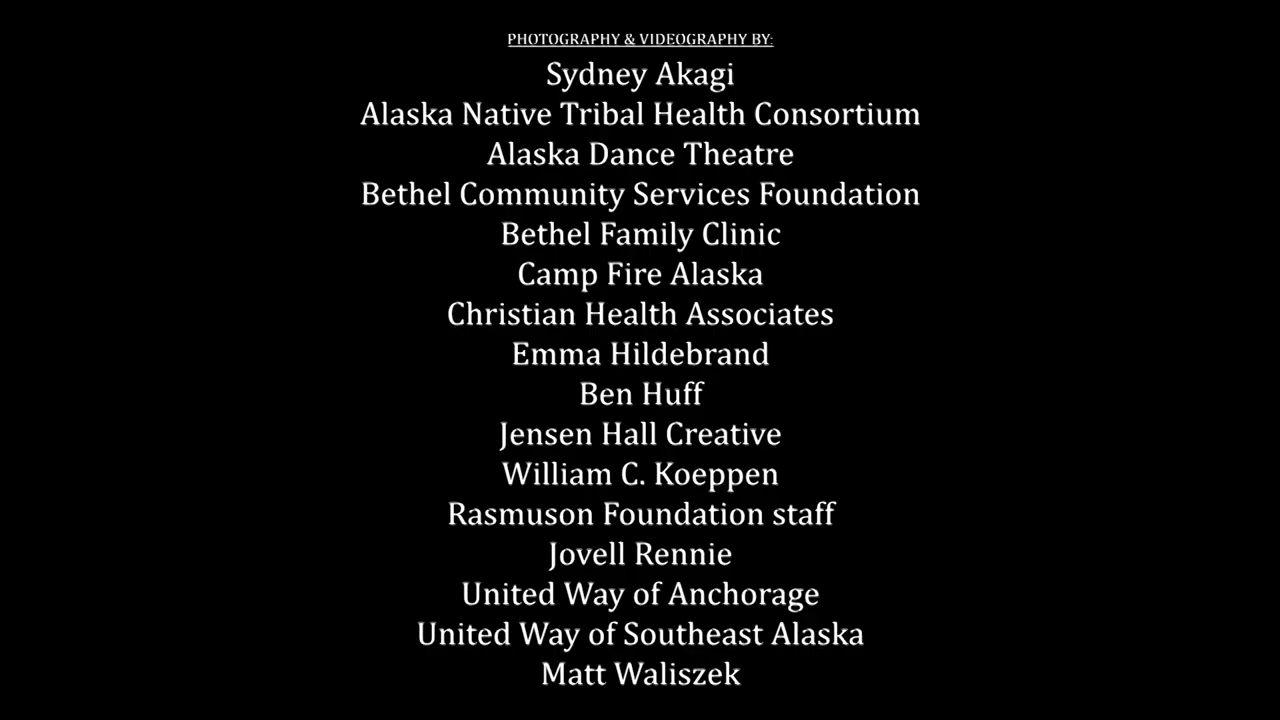 PHOTOGRAPHY & VIDEOGRAPHY BY:
Sydney Akagi
Alaska Native Tribal Health Consortium
Alaska Dance Theatre
Bethel Community Services Foundation
Bethel Family Clinic
Camp Fire Alaska
Christian Health Associates
Emma Hildebrand
Ben Huff
Jensen Hall Creative
William C. Koeppen
Rasmuson Foundation staff
Jovell Rennie
United Way of Anchorage
United Way of Southeast Alaska
Matt Waliszek